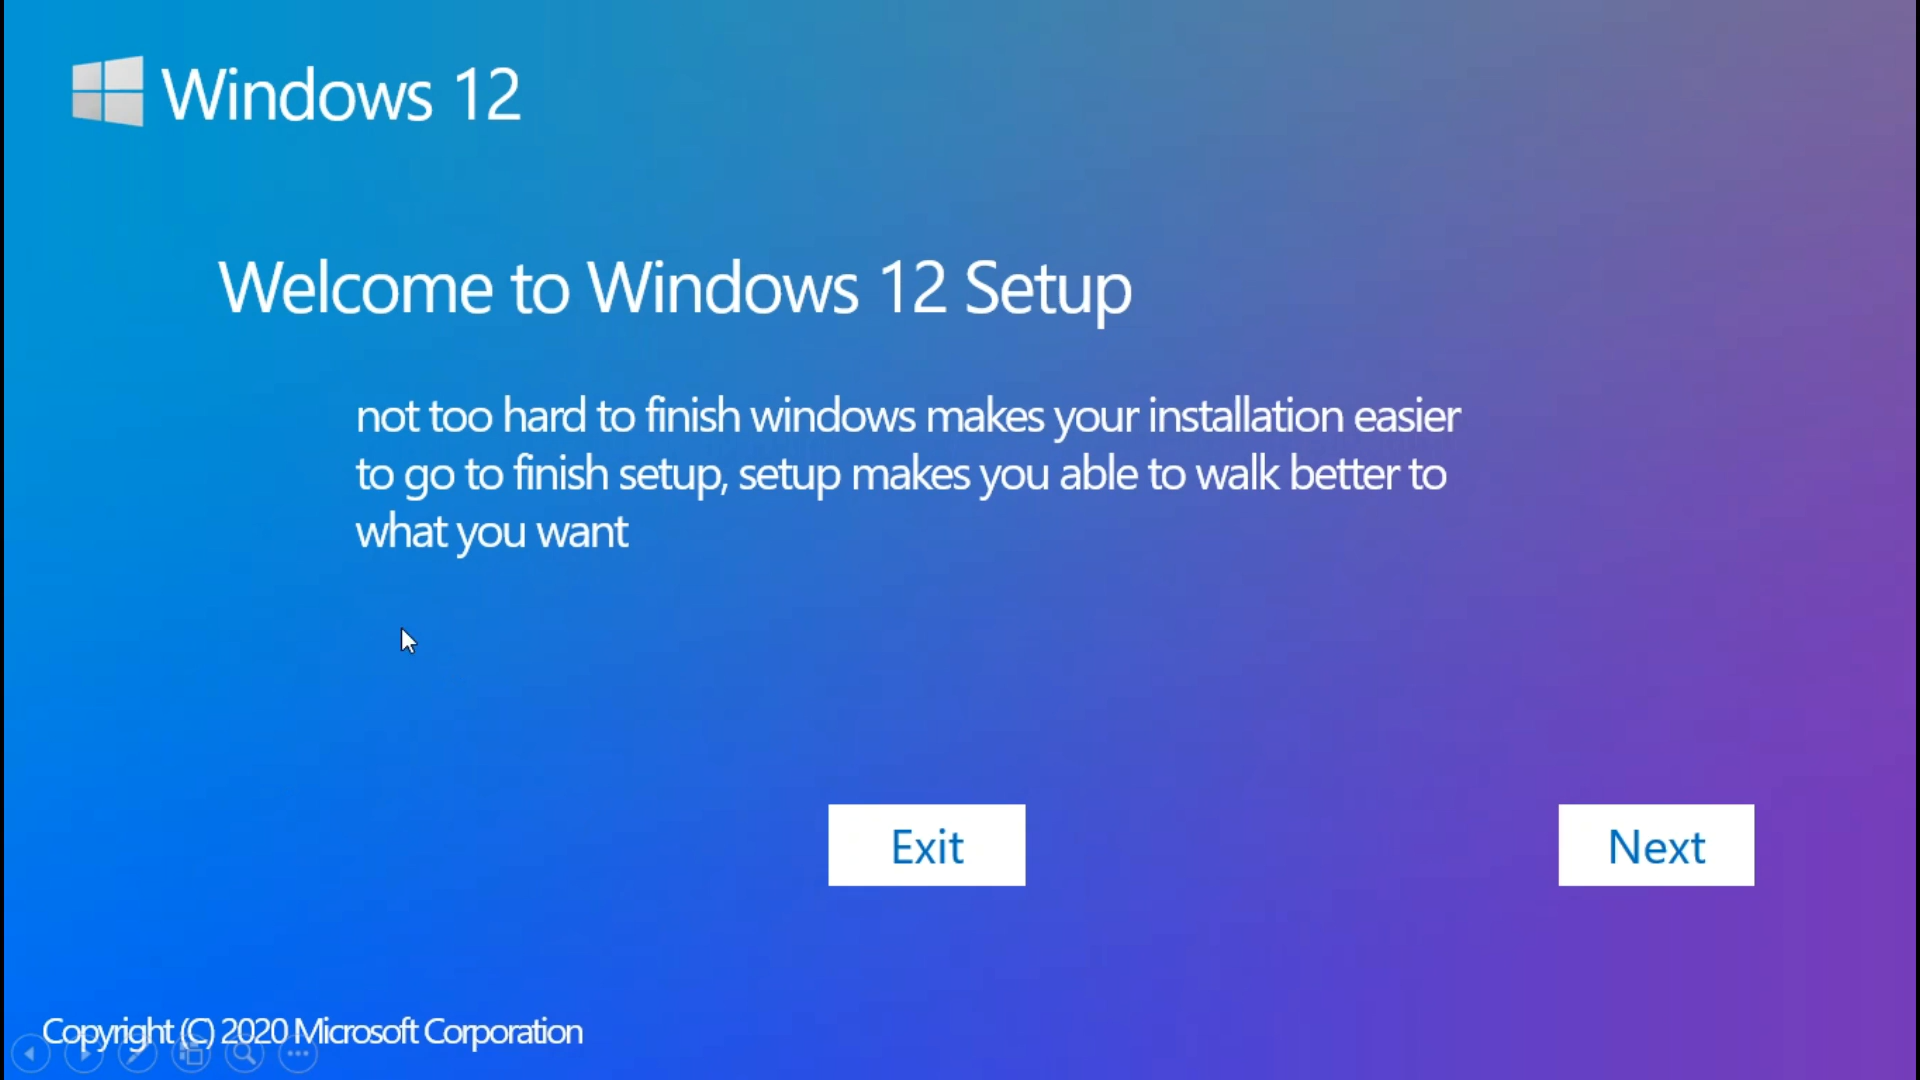 Windows 12
Welcome to Windows 12 Setup
not too hard to finish windows makes your installation easier
to go to finish setup, setup makes you able to walk better to
what you want
Exit
Next
Copyright (C) 2020 Microsoft Corporation